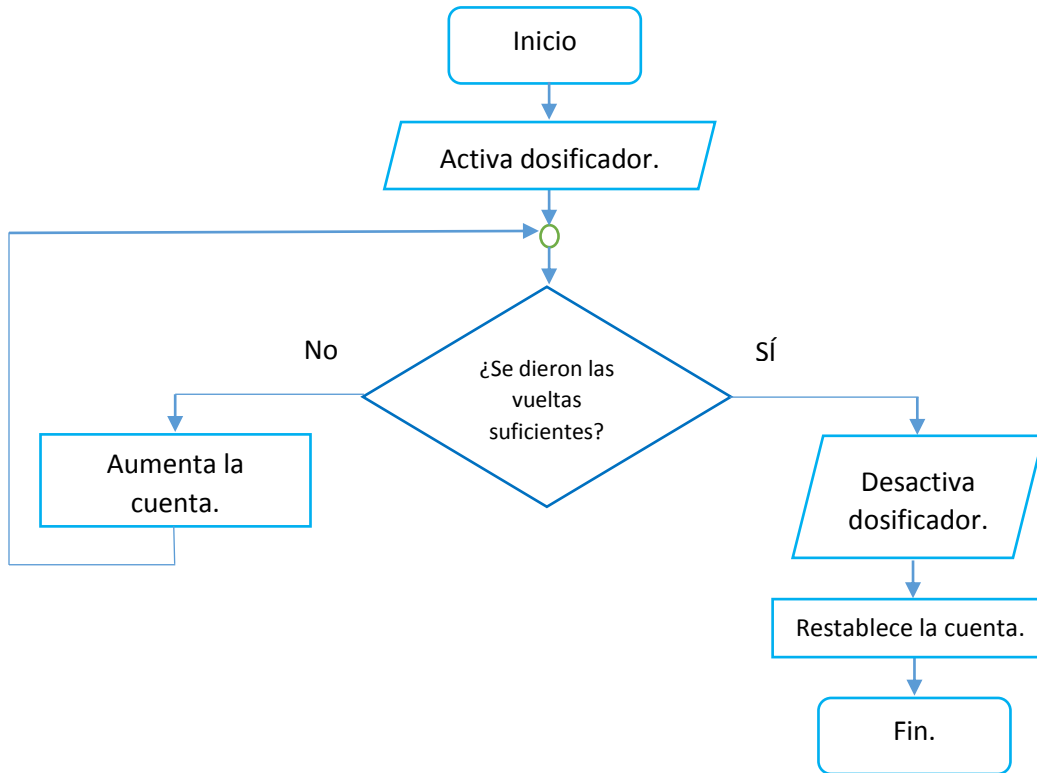 Inicio
Activa dosificador.
No
SÍ
¿Se dieron las
vueltas
suficientes?
Aumenta la
cuenta.
Desactiva
dosificador.
Restablece la cuenta.
Fin.